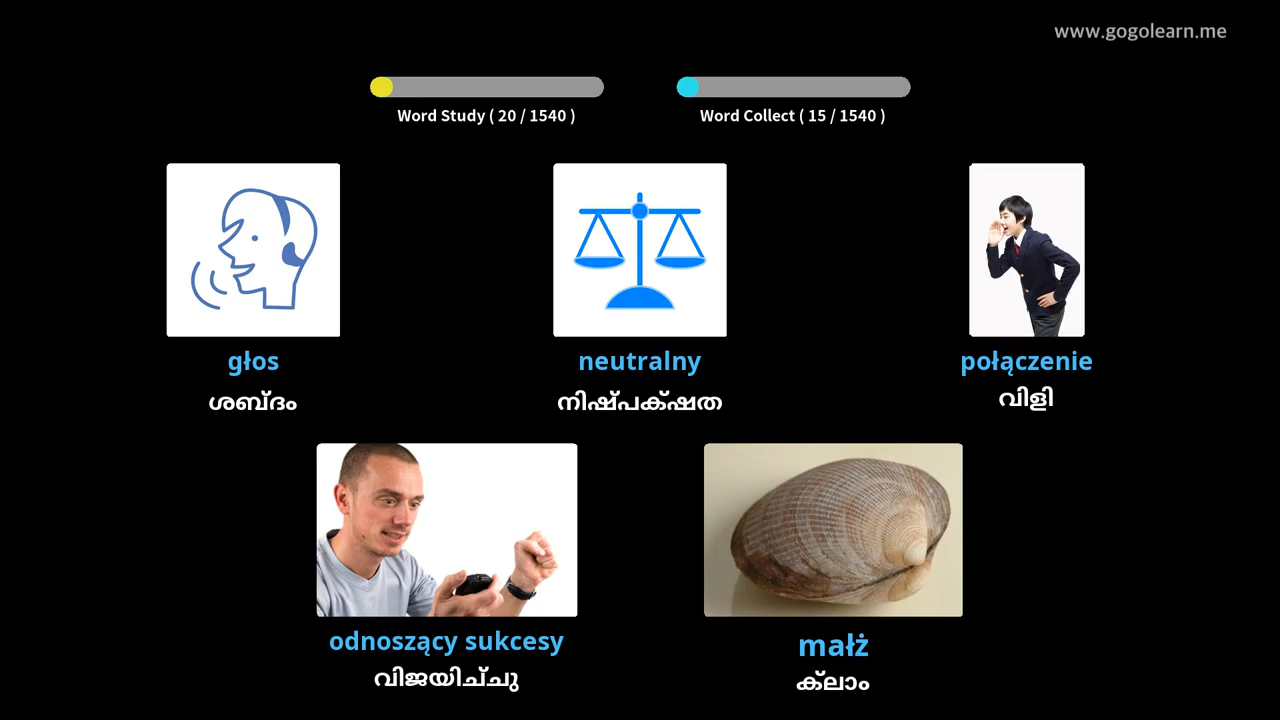 www.gogolearn.me
Word Study ( 20 / 1540 )
Word Collect ( 15 / 1540 )
głos
ശബ്ദം
neutralny
നിഷ്പക്ഷത
połączenie
വിളി
odnoszący sukcesy
വിജയിച്ചു
małż
ക്ലാം